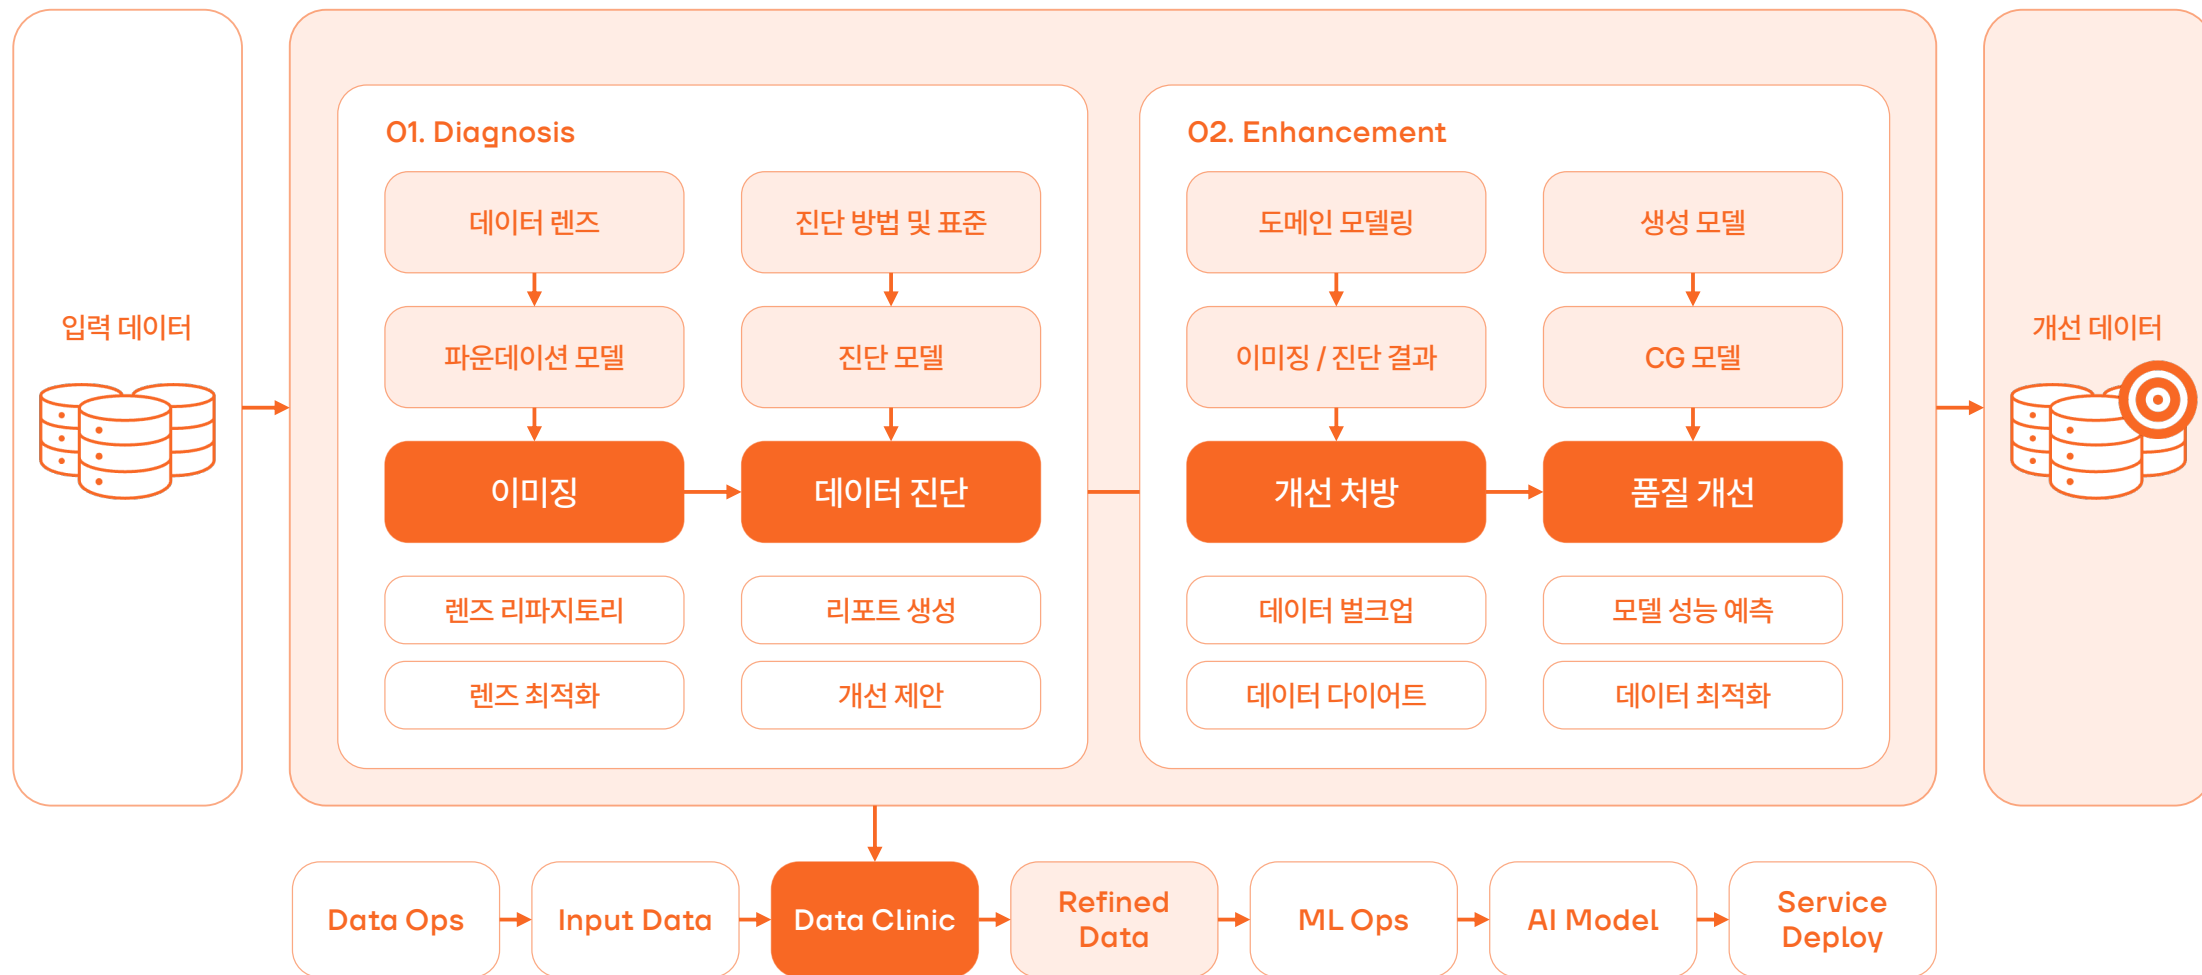 입력 데이터
01. Diagnosis
데이터 렌즈
진단 방법 및 표준
파운데이션 모델
진단 모델
이미징
데이터 진단
렌즈 리파지토리
리포트 생성
렌즈 최적화
개선 제안
02. Enhancement
도메인 모델링
생성 모델
이미징 / 진단 결과
CG 모델
개선 처방
품질 개선
데이터 벌크업
모델 성능 예측
데이터 다이어트
데이터 최적화
개선 데이터
Data Ops
Input Data
Data Clinic
Refined
Data
ML Ops
AI Model
Service
Deploy